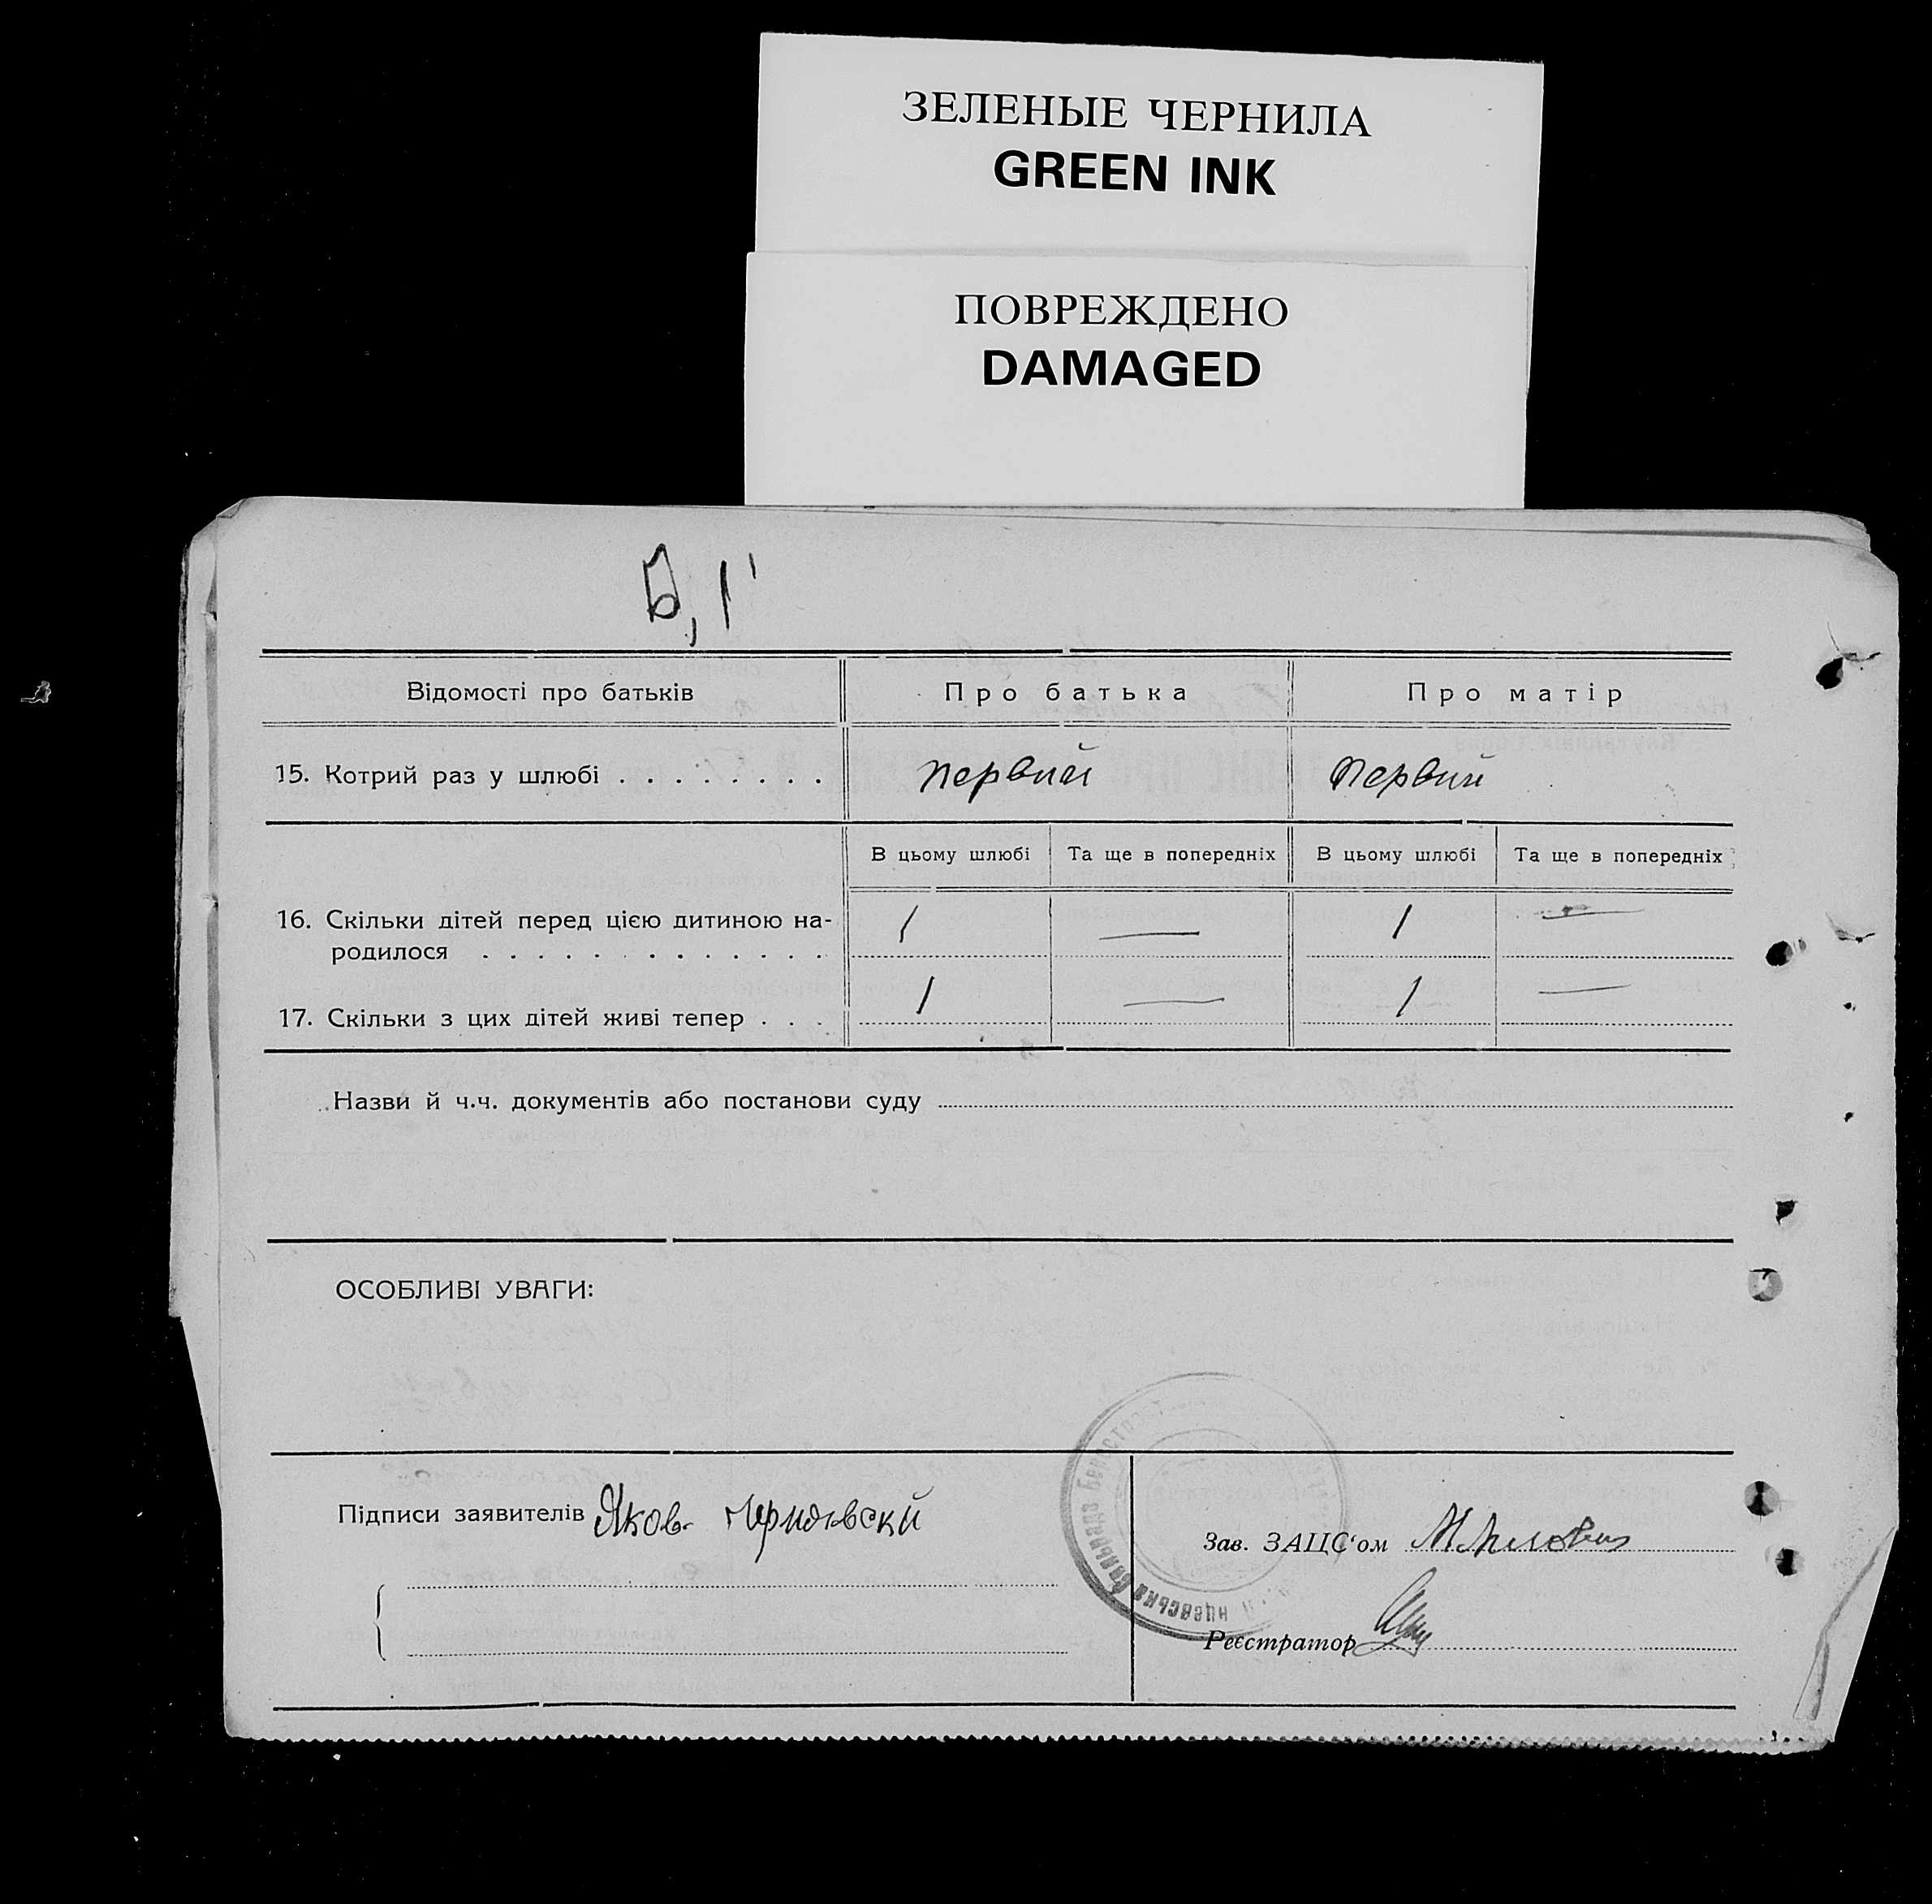 ЗЕЛЕНЫЕ ЧЕРНИЛА
GREEN INK
ПОВРЕЖДЕНО
DAMAGED
Б, 1
Відомості про батьків Про батька Про матір
15. Котрий раз у шлюбі . . . . . . . . первий первий
В цьому шлюбі Та ще в попередніх В цьому шлюбі Та ще в попередніх
16. Скільки дітей перед цією дитиною на-
родилося . . . . . . . . . . . . . 1 — 1 —
17. Скільки з цих дітей живі тепер . . . 1 — 1 —
Назви й ч.ч. документів або постанови суду
ОСОБЛИВІ УВАГИ:
Підписи заявителів Яков
Зав. ЗАЦС'ом
Реєстратор